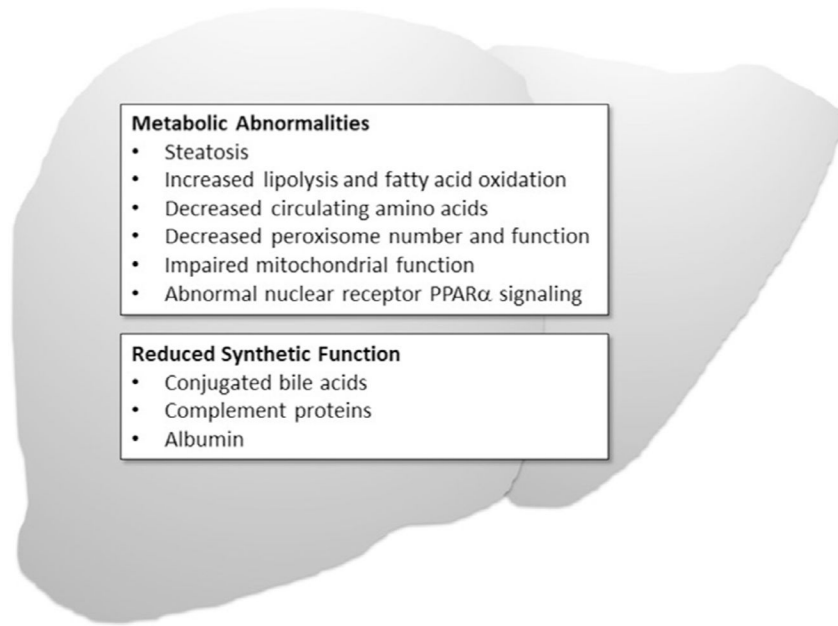 Metabolic Abnormalities
• Steatosis
• Increased lipolysis and fatty acid oxidation
• Decreased circulating amino acids
• Decreased peroxisome number and function
• Impaired mitochondrial function
• Abnormal nuclear receptor PPARα signaling
Reduced Synthetic Function
• Conjugated bile acids
• Complement proteins
• Albumin